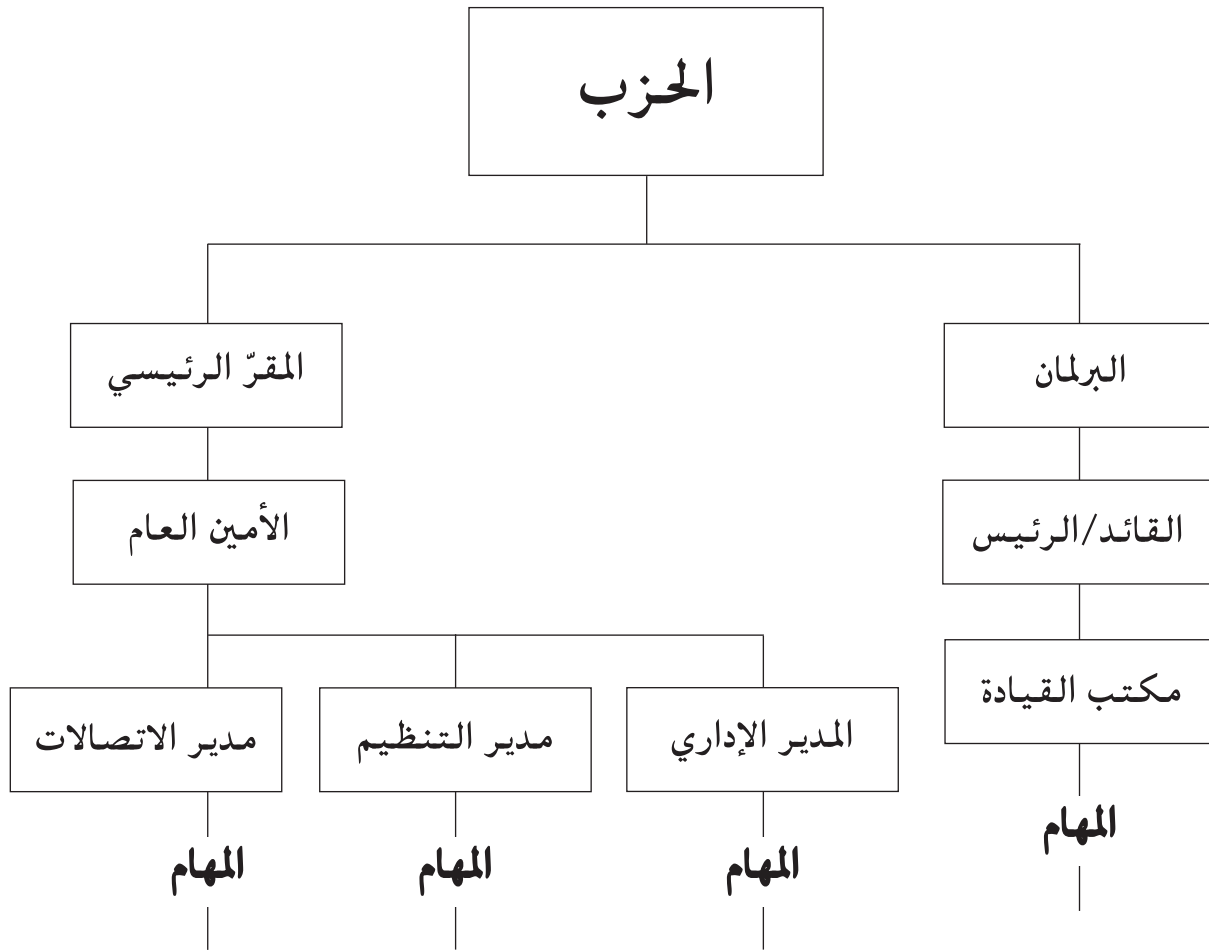 الحزب
البرلمان
المقرّ الرئيسي
القائد/الرئيس
الأمين العام
مكتب القيادة
المدير الإداري
مدير التنظيم
مدير الاتصالات
المهام
المهام
المهام
المهام